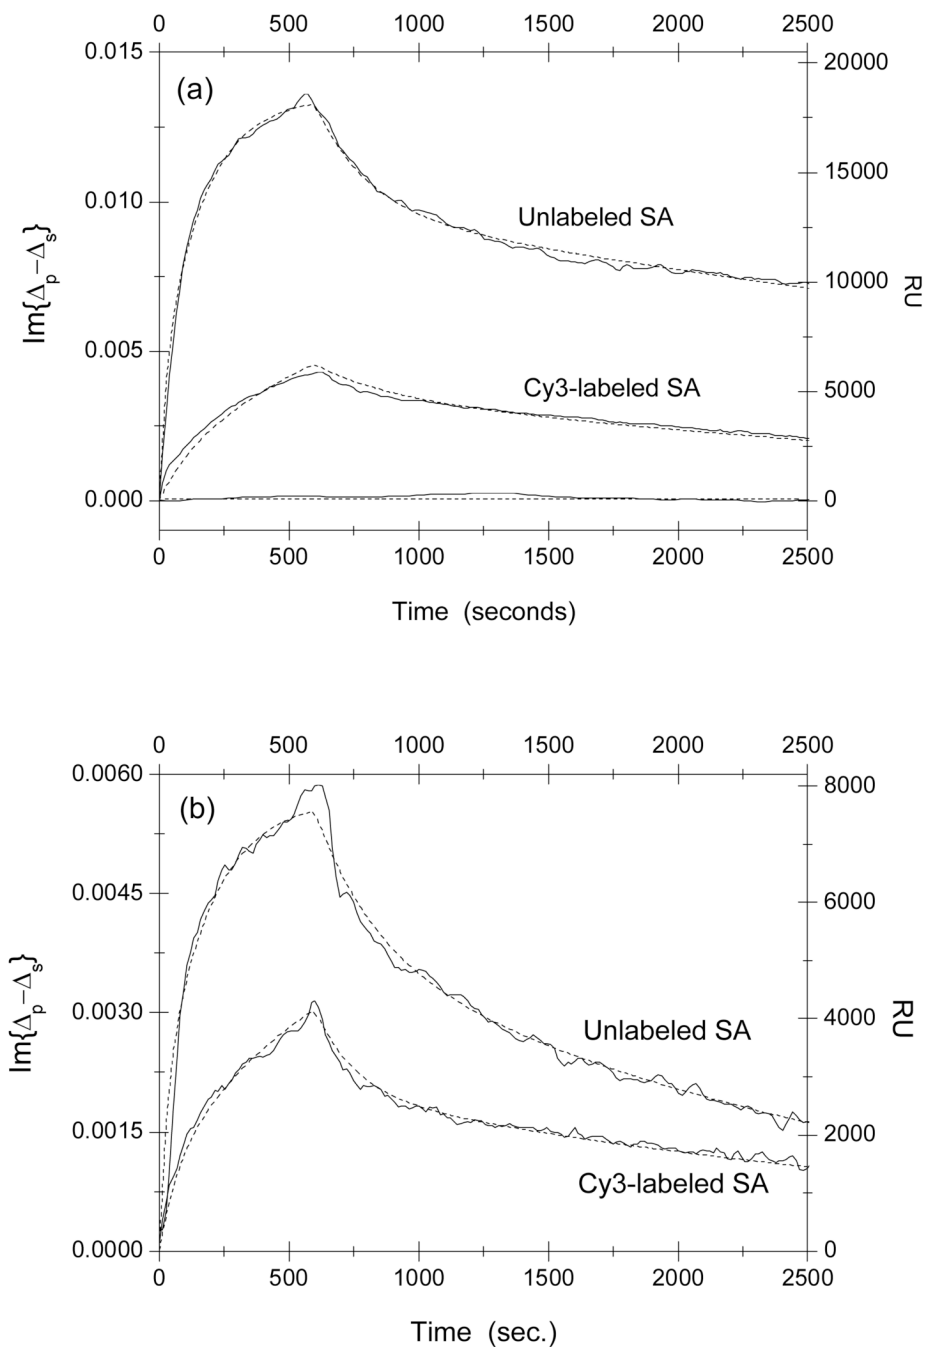 0 500 1000 1500 2000 2500
0.015
20000
(a)
15000
0.010
Unlabeled SA
Im{Δp−Δs}
10000
RU
0.005
Cy3-labeled SA
5000
0.000
0
0 500 1000 1500 2000 2500
Time (seconds)
0 500 1000 1500 2000 2500
0.0060
8000
(b)
0.0045
6000
Im{Δp−Δs}
0.0030
4000
RU
Unlabeled SA
0.0015
2000
Cy3-labeled SA
0.0000
0
0 500 1000 1500 2000 2500
Time (sec.)